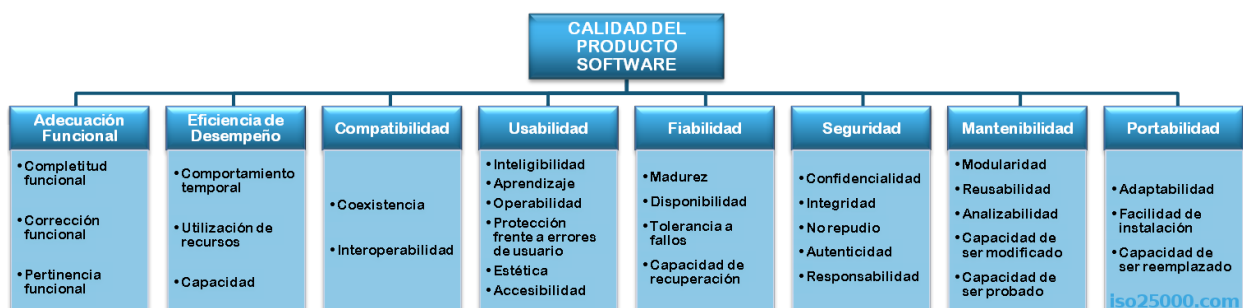 CALIDAD DEL
PRODUCTO
SOFTWARE
Adecuación
Funcional
• Completitud
funcional
• Corrección
funcional
• Pertinencia
funcional
Eficiencia de
Desempeño
• Comportamiento
temporal
• Utilización de
recursos
• Capacidad
Compatibilidad
• Coexistencia
• Interoperabilidad
Usabilidad
• Inteligibilidad
• Aprendizaje
• Operabilidad
• Protección
frente a errores
de usuario
• Estética
• Accesibilidad
Fiabilidad
• Madurez
• Disponibilidad
• Tolerancia a
fallos
• Capacidad de
recuperación
Seguridad
• Confidencialidad
• Integridad
• No repudio
• Autenticidad
• Responsabilidad
Mantenibilidad
• Modularidad
• Reusabilidad
• Analizabilidad
• Capacidad de
ser modificado
• Capacidad de
ser probado
Portabilidad
• Adaptabilidad
• Facilidad de
instalación
• Capacidad de
ser reemplazado
iso25000.com